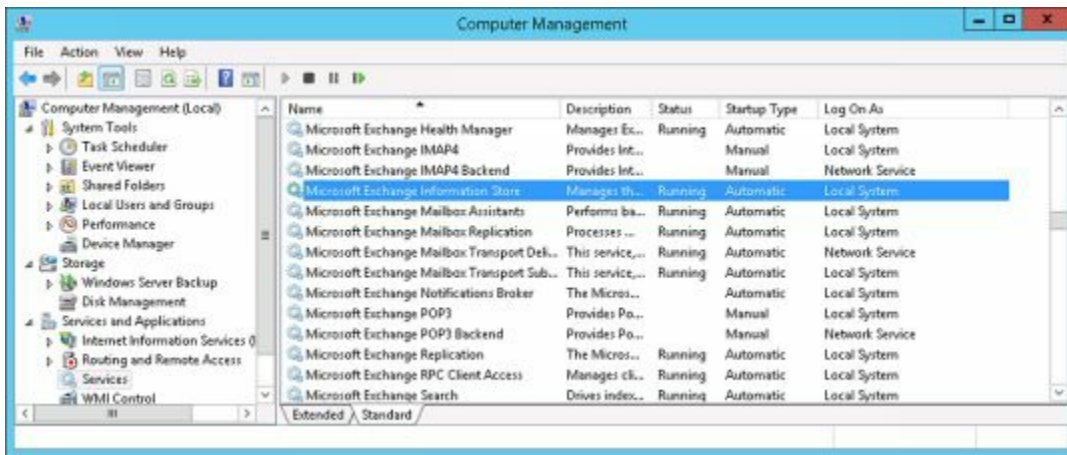 Computer Management
File Action View Help
Computer Management (Local)
System Tools
Task Scheduler
Event Viewer
Shared Folders
Local Users and Groups
Performance
Device Manager
Storage
Windows Server Backup
Disk Management
Services and Applications
Internet Information Services (
Routing and Remote Access
Services
WMI Control
Name Description Status Startup Type Log On As
Microsoft Exchange Health Manager Manages Ex... Running Automatic Local System
Microsoft Exchange IMAP4 Provides Int... Manual Local System
Microsoft Exchange IMAP4 Backend Provides Int... Manual Network Service
Microsoft Exchange Information Store Manages th... Running Automatic Local System
Microsoft Exchange Mailbox Assistants Performs ba... Running Automatic Local System
Microsoft Exchange Mailbox Replication Processes ... Running Automatic Local System
Microsoft Exchange Mailbox Transport Deli... This service,... Running Automatic Network Service
Microsoft Exchange Mailbox Transport Sub... This service,... Running Automatic Local System
Microsoft Exchange Notifications Broker The Micros... Automatic Local System
Microsoft Exchange POP3 Provides Po... Manual Local System
Microsoft Exchange POP3 Backend Provides Po... Manual Network Service
Microsoft Exchange Replication The Micros... Running Automatic Local System
Microsoft Exchange RPC Client Access Manages cli... Running Automatic Local System
Microsoft Exchange Search Drives index... Running Automatic Local System
Extended Standard